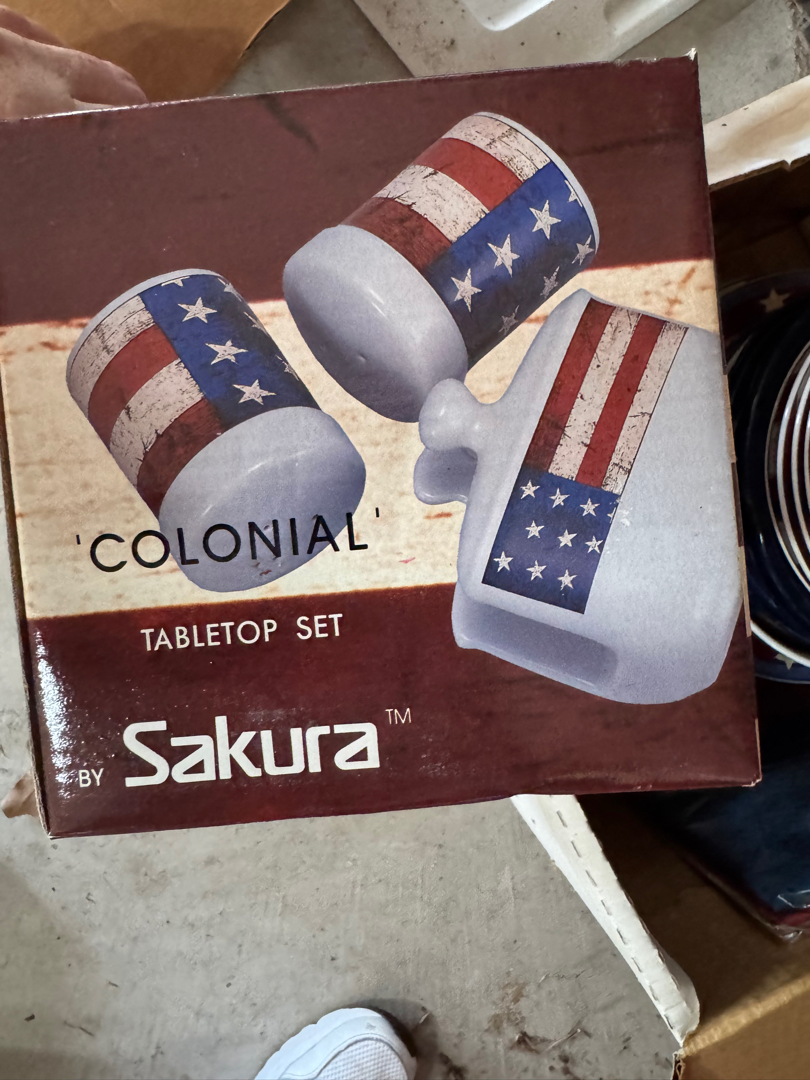 'COLONIAL'
TABLETOP SET
BY Sakura™